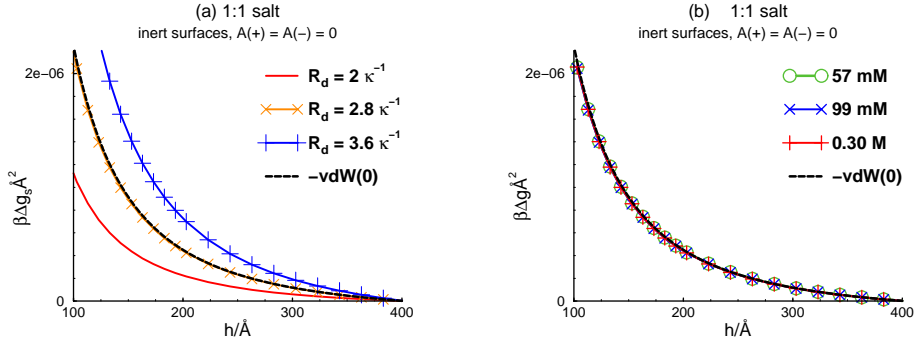 (a) 1:1 salt
inert surfaces, A(+) = A(−) = 0
2e−06
0
βΔgₛÅ²
R_d = 2 κ⁻¹
R_d = 2.8 κ⁻¹
R_d = 3.6 κ⁻¹
−vdW(0)
100 200 300 400
h/Å
(b) 1:1 salt
inert surfaces, A(+) = A(−) = 0
2e−06
0
βΔgÅ²
57 mM
99 mM
0.30 M
−vdW(0)
100 200 300 400
h/Å